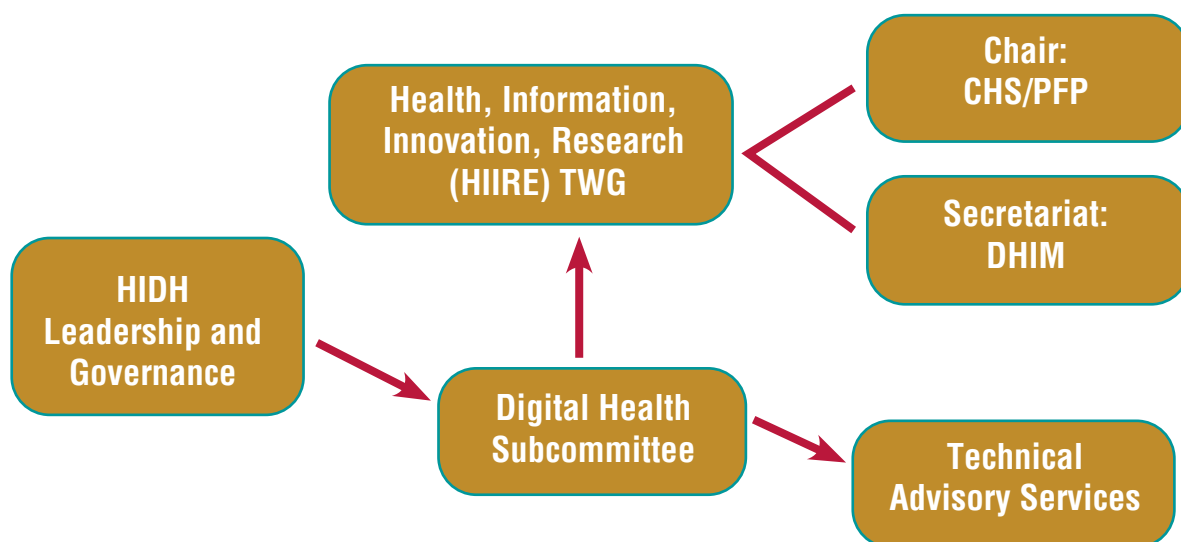 Health, Information,
Innovation, Research
(HIIRE) TWG
Chair:
CHS/PFP
Secretariat:
DHIM
HIDH
Leadership and
Governance
Digital Health
Subcommittee
Technical
Advisory Services